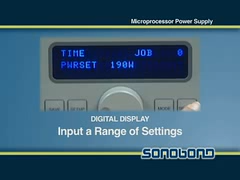 Microprocessor Power Supply
TIME JOB 0
PWRSET 190W
DIGITAL DISPLAY
Input a Range of Settings
SONOBOND